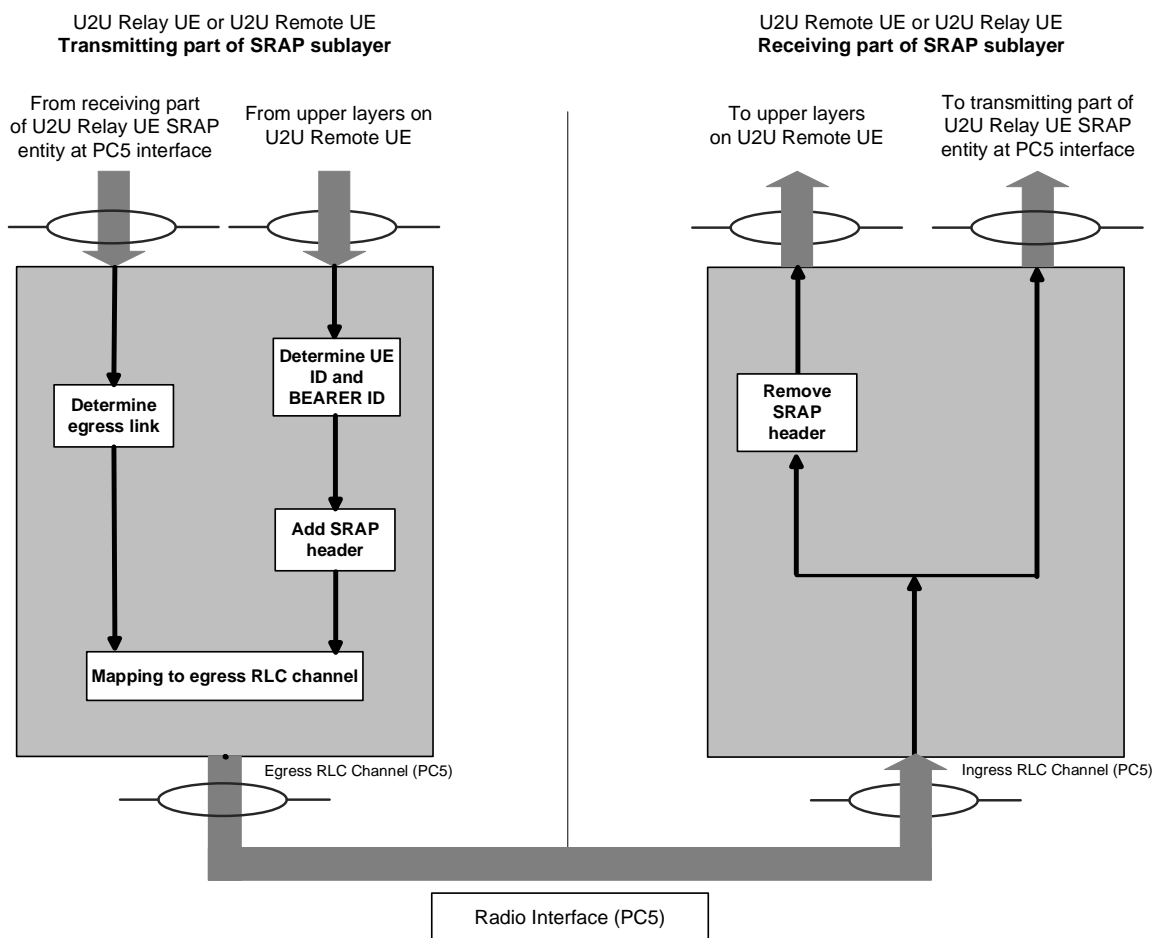 U2U Relay UE or U2U Remote UE
Transmitting part of SRAP sublayer
From receiving part
of U2U Relay UE SRAP
entity at PC5 interface
From upper layers on
U2U Remote UE
Determine
egress link
Determine UE
ID and
BEARER ID
Add SRAP
header
Mapping to egress RLC channel
Egress RLC Channel (PC5)
U2U Remote UE or U2U Relay UE
Receiving part of SRAP sublayer
To upper layers
on U2U Remote UE
To transmitting part of
U2U Relay UE SRAP
entity at PC5 interface
Remove
SRAP
header
Ingress RLC Channel (PC5)
Radio Interface (PC5)